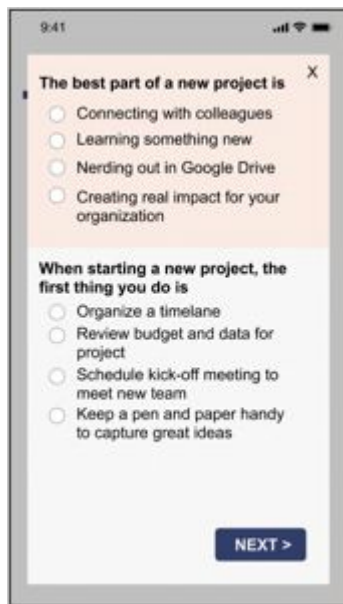 9:41
The best part of a new project is X
Connecting with colleagues
Learning something new
Nerding out in Google Drive
Creating real impact for your
organization
When starting a new project, the
first thing you do is
Organize a timelane
Review budget and data for
project
Schedule kick-off meeting to
meet new team
Keep a pen and paper handy
to capture great ideas
NEXT >